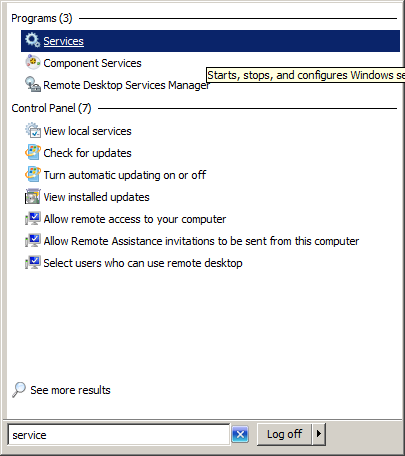 Programs (3)
Services
Component Services
Starts, stops, and configures Windows
Remote Desktop Services Manager
Control Panel (7)
View local services
Check for updates
Turn automatic updating on or off
View installed updates
Allow remote access to your computer
Allow Remote Assistance invitations to be sent from this computer
Select users who can use remote desktop
See more results
service
Log off